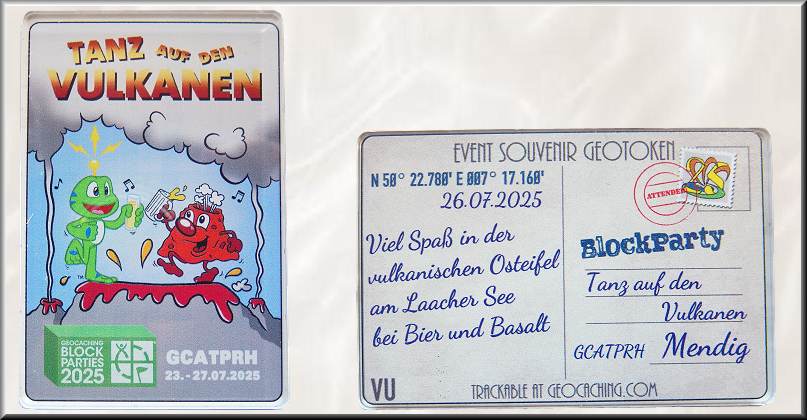 TANZ AUF DEN
VULKANEN
TM
GEOCACHING
BLOCK
PARTIES
2025
GCATPRH
23. - 27.07.2025
EVENT SOUVENIR GEOTOKEN
N 50° 22.780' E 007° 17.160'
26.07.2025
ATTENDED
Viel Spaß in der
vulkanischen Osteifel
am Laacher See
bei Bier und Basalt
BlockParty
Tanz auf den
Vulkanen
GCATPRH Mendig
VU
TRACKABLE AT GEOCACHING.COM